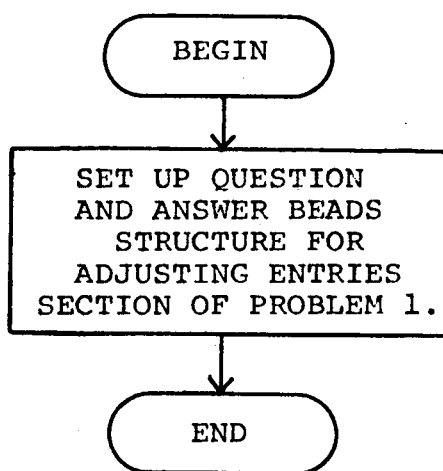 BEGIN
SET UP QUESTION
AND ANSWER BEADS
STRUCTURE FOR
ADJUSTING ENTRIES
SECTION OF PROBLEM 1.
END